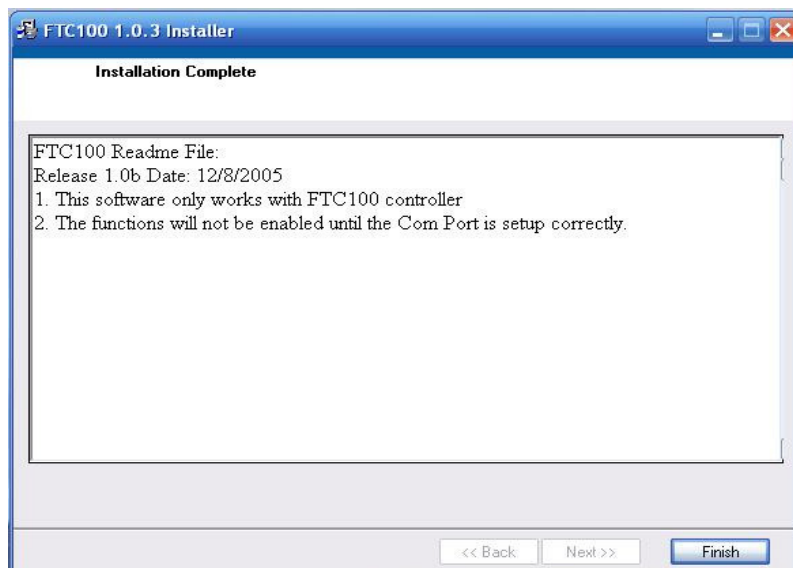 FTC100 1.0.3 Installer
Installation Complete
FTC100 Readme File:
Release 1.0b Date: 12/8/2005
1. This software only works with FTC100 controller
2. The functions will not be enabled until the Com Port is setup correctly.
<< Back
Next >>
Finish